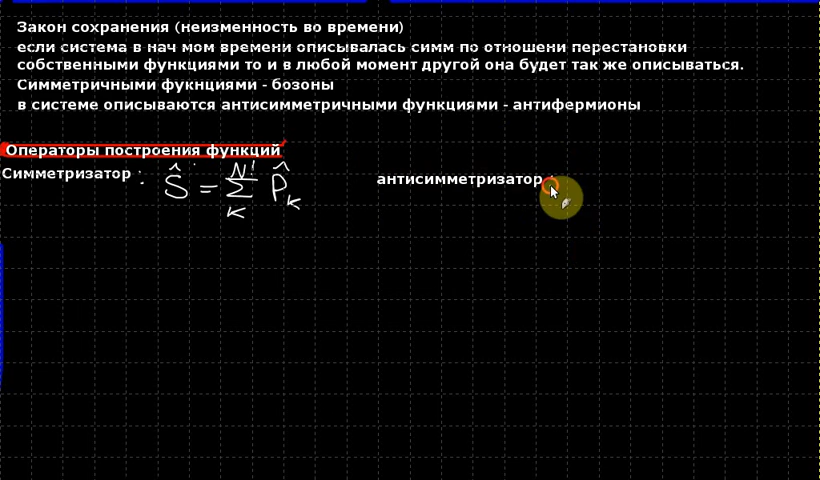 Закон сохранения (неизменность во времени)
если система в нач мом времени описывалась симм по отношени перестановки
собственными функциями то и в любой момент другой она будет так же описываться.
Симметричными фукнциями - бозоны
в системе описываются антисимметричными функциями - антифермионы
Операторы построения функций
Симметризатор : Ŝ = Σ_K^{N!} P̂_K
антисимметризатор :